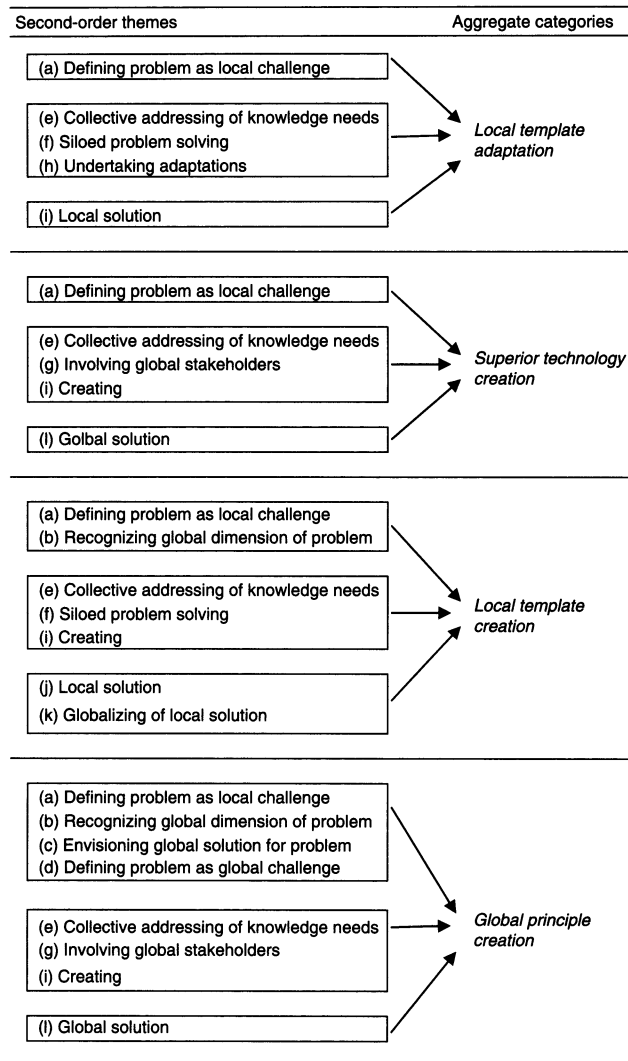 Second-order themes
Aggregate categories
(a) Defining problem as local challenge
(e) Collective addressing of knowledge needs
(f) Siloed problem solving
(h) Undertaking adaptations
(i) Local solution
Local template
adaptation
(a) Defining problem as local challenge
(e) Collective addressing of knowledge needs
(g) Involving global stakeholders
(i) Creating
(l) Golbal solution
Superior technology
creation
(a) Defining problem as local challenge
(b) Recognizing global dimension of problem
(e) Collective addressing of knowledge needs
(f) Siloed problem solving
(i) Creating
(j) Local solution
(k) Globalizing of local solution
Local template
creation
(a) Defining problem as local challenge
(b) Recognizing global dimension of problem
(c) Envisioning global solution for problem
(d) Defining problem as global challenge
(e) Collective addressing of knowledge needs
(g) Involving global stakeholders
(i) Creating
(l) Global solution
Global principle
creation